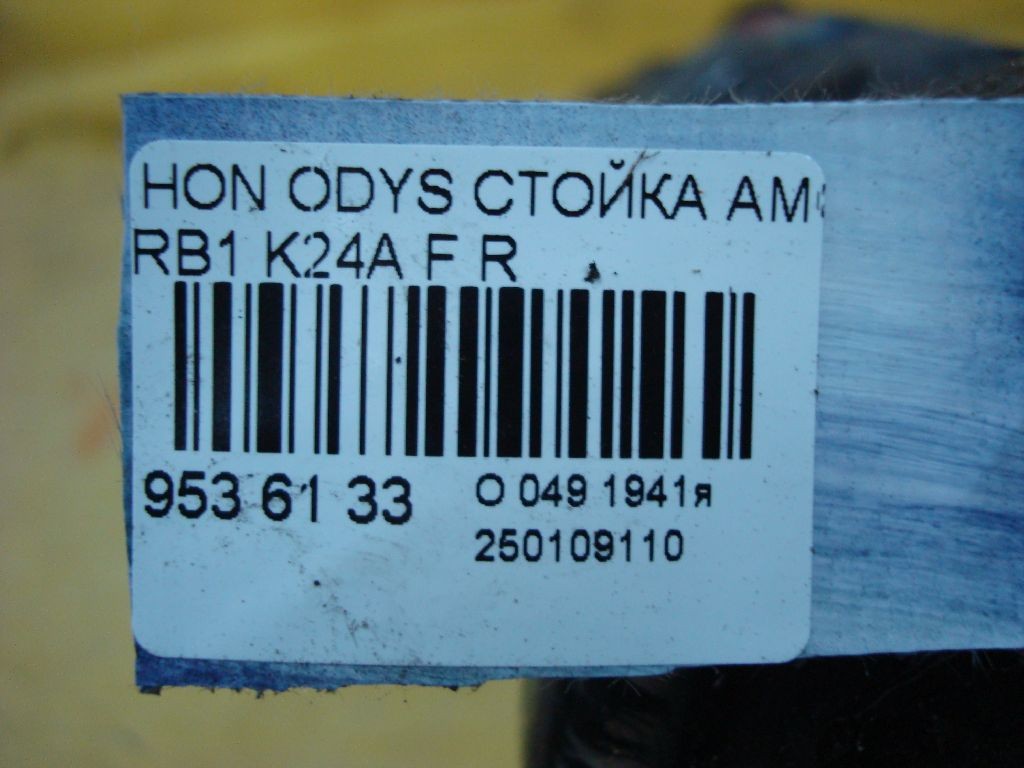 HON ODYS СТОЙКА АМ
RB1 K24A F R
953 61 33
О 049 1941я
250109110